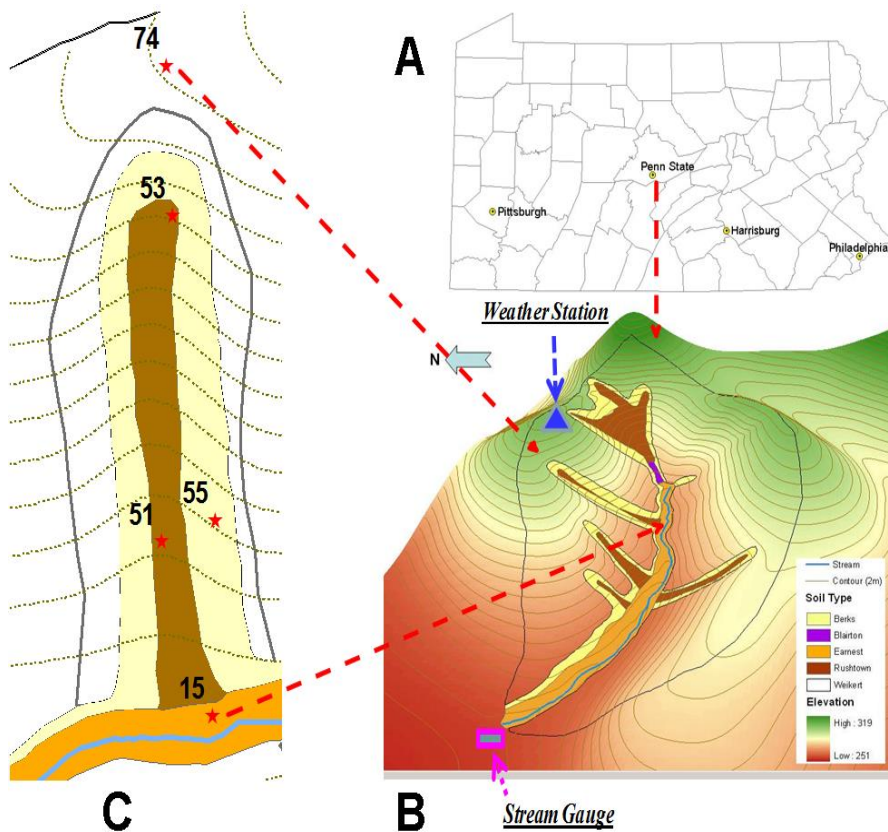 74
53
55
51
15
C
A
Penn State
Pittsburgh
Harrisburg
Philadelphia
Weather Station
N
Stream
Contour (2m)
Soil Type
Berks
Blairton
Earnest
Rushtown
Weikert
Elevation
High : 319
Low : 251
B
Stream Gauge